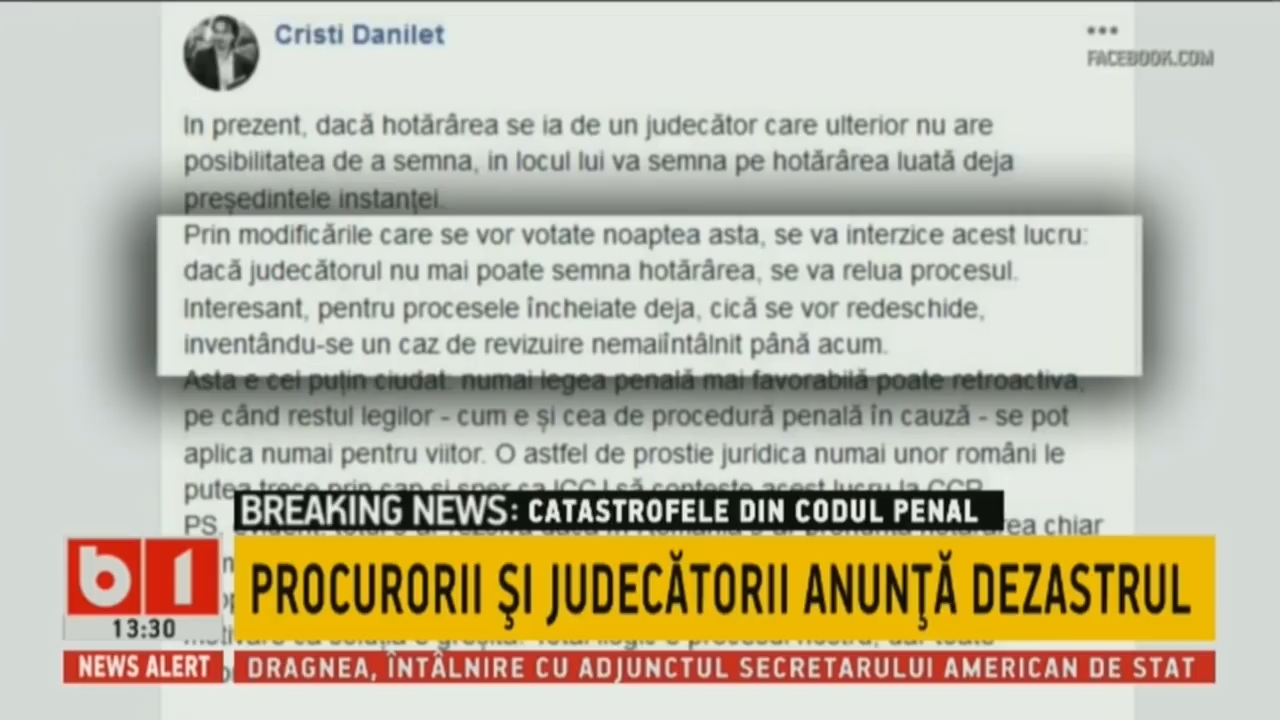 Cristi Danilet
FACEBOOK.COM
In prezent, dacă hotărârea se ia de un judecător care ulterior nu are
posibilitatea de a semna, in locul lui va semna pe hotărârea luată deja
președintele instanței.
Prin modificările care se vor votate noaptea asta, se va interzice acest lucru:
dacă judecătorul nu mai poate semna hotărârea, se va relua procesul.
Interesant, pentru procesele încheiate deja, cică se vor redeschide,
inventându-se un caz de revizuire nemaiîntâlnit până acum.
Asta e cel puțin ciudat: numai legea penală mai favorabilă poate retroactiva,
pe când restul legilor - cum e și cea de procedură penală în cauză - se pot
aplica numai pentru viitor. O astfel de prostie juridica numai unor români le
BREAKING NEWS: CATASTROFELE DIN CODUL PENAL
chiar
b1
PROCURORII ŞI JUDECĂTORII ANUNŢĂ DEZASTRUL
13:30
NEWS ALERT DRAGNEA, ÎNTÂLNIRE CU ADJUNCTUL SECRETARULUI AMERICAN DE STAT